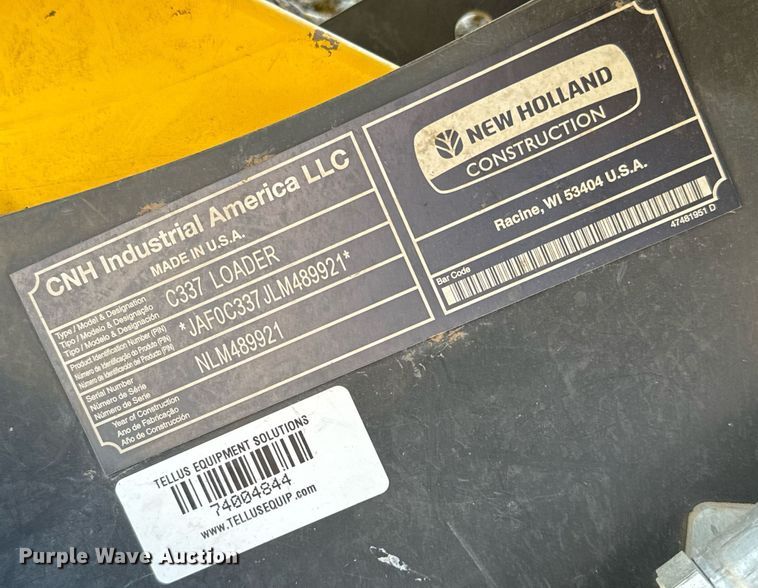 CNH Industrial America LLC
MADE IN U.S.A.
Type / Model & Designation
Tipo / Modelo & Designação
Tipo / Modelo & Designación
C337 LOADER
Product Identification Number (PIN)
Número de Identificação do Produto (PIN)
Número de Identificación del Producto (PIN)
*JAF0C337JLM489921*
Serial Number
Número de Série
Número de Serie
NLM489921
Year of Construction
Ano de Fabricação
Año de Construcción
NEW HOLLAND
CONSTRUCTION
Racine, WI 53404 U.S.A.
Bar Code
47461951 D
TELLUS EQUIPMENT SOLUTIONS
74004844
www.TELLUSEQUIP.com
Purple Wave Auction